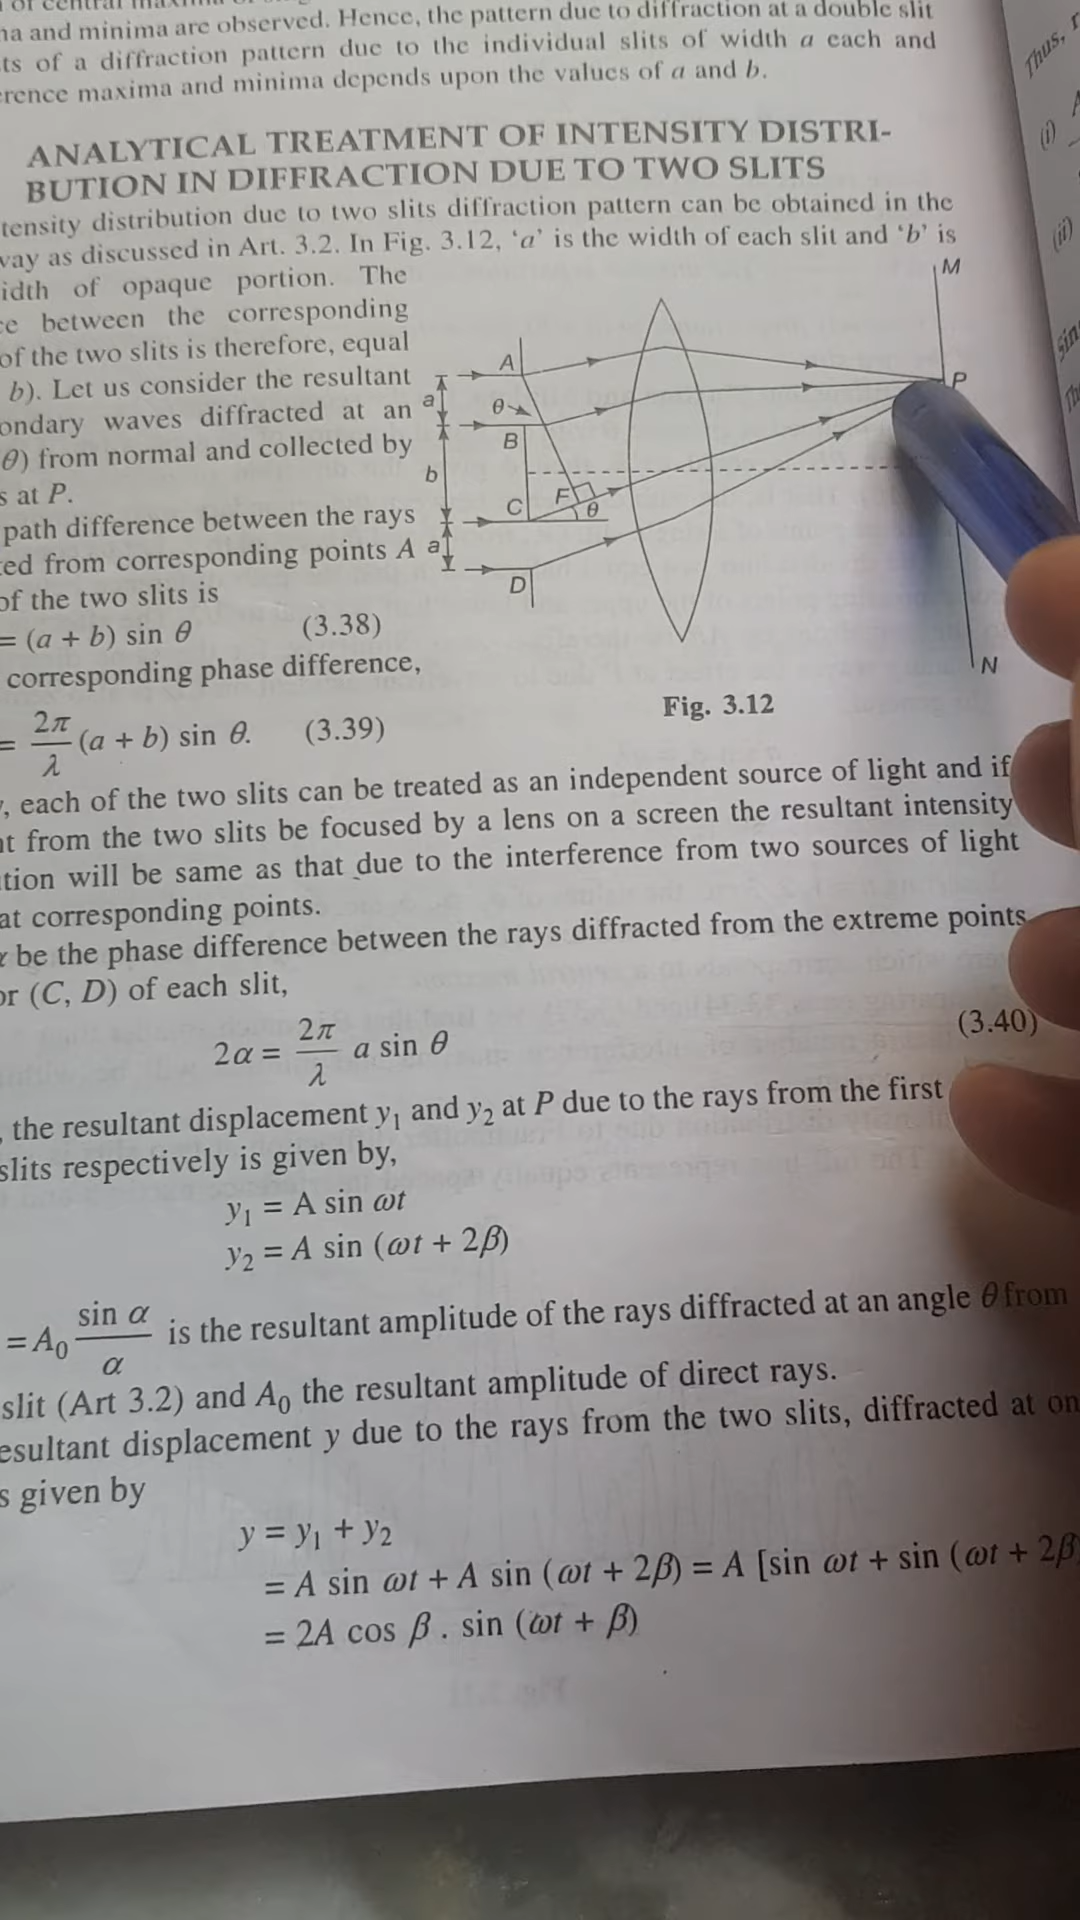 and minima are observed. Hence, the pattern due to diffraction at a double slit
of a diffraction pattern due to the individual slits of width a each and
maxima and minima depends upon the values of a and b.
ANALYTICAL TREATMENT OF INTENSITY DISTRI-
BUTION IN DIFFRACTION DUE TO TWO SLITS
tensity distribution due to two slits diffraction pattern can be obtained in the
way as discussed in Art. 3.2. In Fig. 3.12, ‘a’ is the width of each slit and ‘b’ is
idth of opaque portion. The
between the corresponding
of the two slits is therefore, equal
b). Let us consider the resultant
ondary waves diffracted at an
θ) from normal and collected by
s at P.
path difference between the rays
ted from corresponding points A
of the two slits is
= (a + b) sin θ (3.38)
corresponding phase difference,
= 2π/λ (a + b) sin θ. (3.39)
M
A
P
a
θ
B
b
F
C
θ
a
D
N
Fig. 3.12
, each of the two slits can be treated as an independent source of light and if
from the two slits be focused by a lens on a screen the resultant intensity
tion will be same as that due to the interference from two sources of light
at corresponding points.
be the phase difference between the rays diffracted from the extreme points
or (C, D) of each slit,
2α = 2π/λ a sin θ (3.40)
, the resultant displacement y₁ and y₂ at P due to the rays from the first
slits respectively is given by,
y₁ = A sin ωt
y₂ = A sin (ωt + 2β)
= A₀ sin α/α is the resultant amplitude of the rays diffracted at an angle θ from
slit (Art 3.2) and A₀ the resultant amplitude of direct rays.
esultant displacement y due to the rays from the two slits, diffracted at
s given by
y = y₁ + y₂
= A sin ωt + A sin (ωt + 2β) = A [sin ωt + sin (ωt + 2β
= 2A cos β . sin (ωt + β)
Thus,
(i)
(ii)